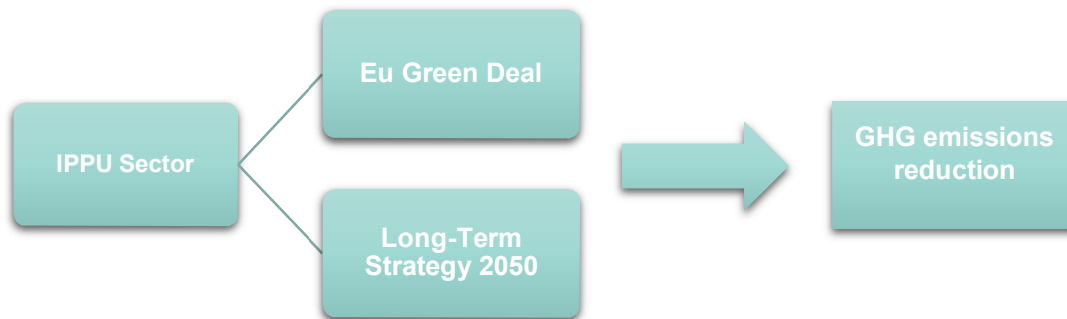 IPPU Sector
Eu Green Deal
Long-Term
Strategy 2050
GHG emissions
reduction